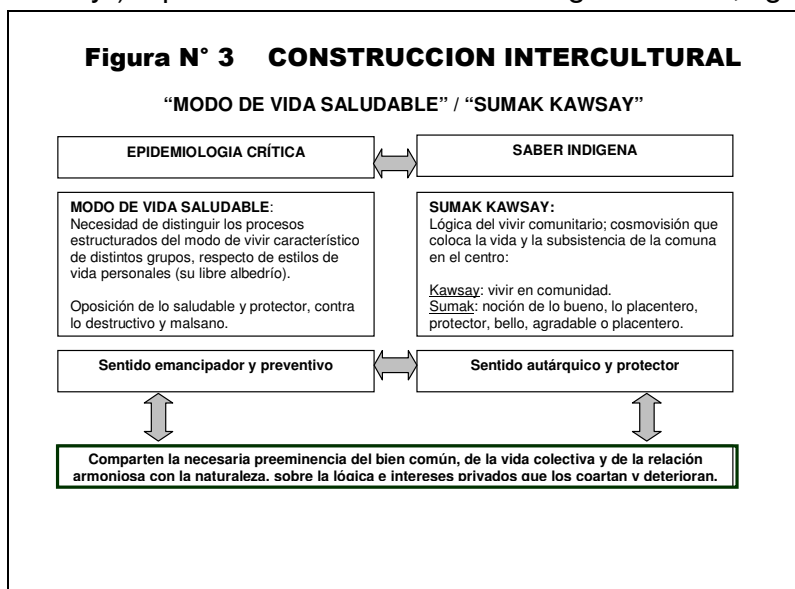 Figura N° 3 CONSTRUCCION INTERCULTURAL
“MODO DE VIDA SALUDABLE” / “SUMAK KAWSAY”
EPIDEMIOLOGIA CRÍTICA
SABER INDIGENA
MODO DE VIDA SALUDABLE:
Necesidad de distinguir los procesos
estructurados del modo de vivir característico
de distintos grupos, respecto de estilos de
vida personales (su libre albedrío).
Oposición de lo saludable y protector, contra
lo destructivo y malsano.
SUMAK KAWSAY:
Lógica del vivir comunitario; cosmovisión que
coloca la vida y la subsistencia de la comuna
en el centro:
Kawsay: vivir en comunidad.
Sumak: noción de lo bueno, lo placentero,
protector, bello, agradable o placentero.
Sentido emancipador y preventivo
Sentido autárquico y protector
Comparten la necesaria preeminencia del bien común, de la vida colectiva y de la relación
armoniosa con la naturaleza, sobre la lógica e intereses privados que los coartan y deterioran.